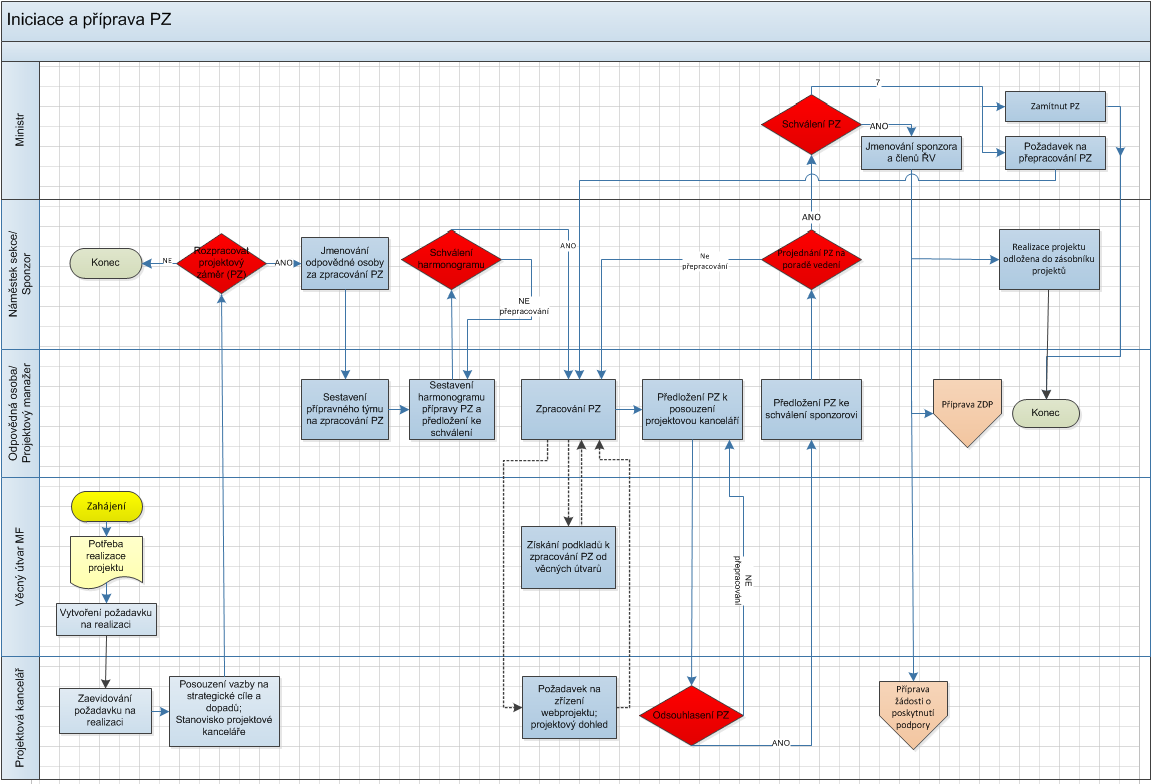 Iniciace a příprava PZ
Ministr
Schválení PZ
7
ANO
Jmenování sponzora
a členů ŘV
Zamítnut PZ
Požadavek na
přepracování PZ
Náměstek sekce/
Sponzor
Konec
NE
Rozpracovat
projektový
záměr (PZ)
ANO
Jmenování
odpovědné osoby
za zpracování PZ
Schválení
harmonogramu
NE
přepracování
ANO
Ne
přepracování
ANO
Projednání PZ na
poradě vedení
Realizace projektu
odložena do zásobníku
projektů
Odpovědná osoba/
Projektový manažer
Sestavení
přípravného týmu
na zpracování PZ
Sestavení
harmonogramu
přípravy PZ a
předložení ke
schválení
Zpracování PZ
Předložení PZ k
posouzení
projektovou kanceláří
Předložení PZ ke
schválení sponzorovi
Příprava ZDP
Konec
Věcný útvar MF
Zahájení
Potřeba
realizace
projektu
Vytvoření požadavku
na realizaci
Získání podkladů k
zpracování PZ od
věcných útvarů
NE
přepracování
Projektová kancelář
Zaevidování
požadavku na
realizaci
Posouzení vazby na
strategické cíle a
dopadů;
Stanovisko projektové
kanceláře
Požadavek na
zřízení
webprojektu;
projektový dohled
Odsouhlasení PZ
ANO
Příprava
žádosti o
poskytnutí
podpory